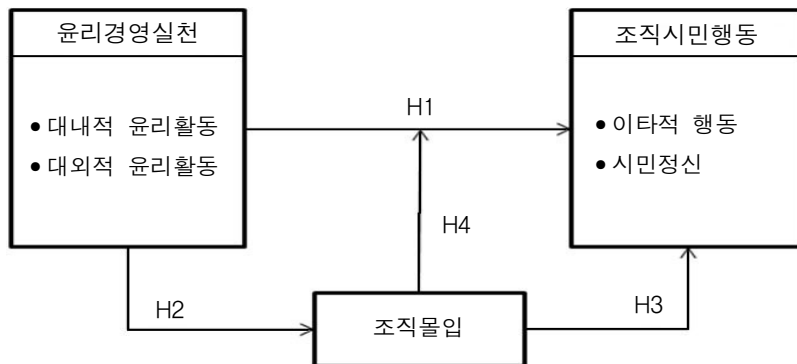 윤리경영실천
조직시민행동
H1
• 대내적 윤리활동
• 대외적 윤리활동
• 이타적 행동
• 시민정신
H4
H2
H3
조직몰입